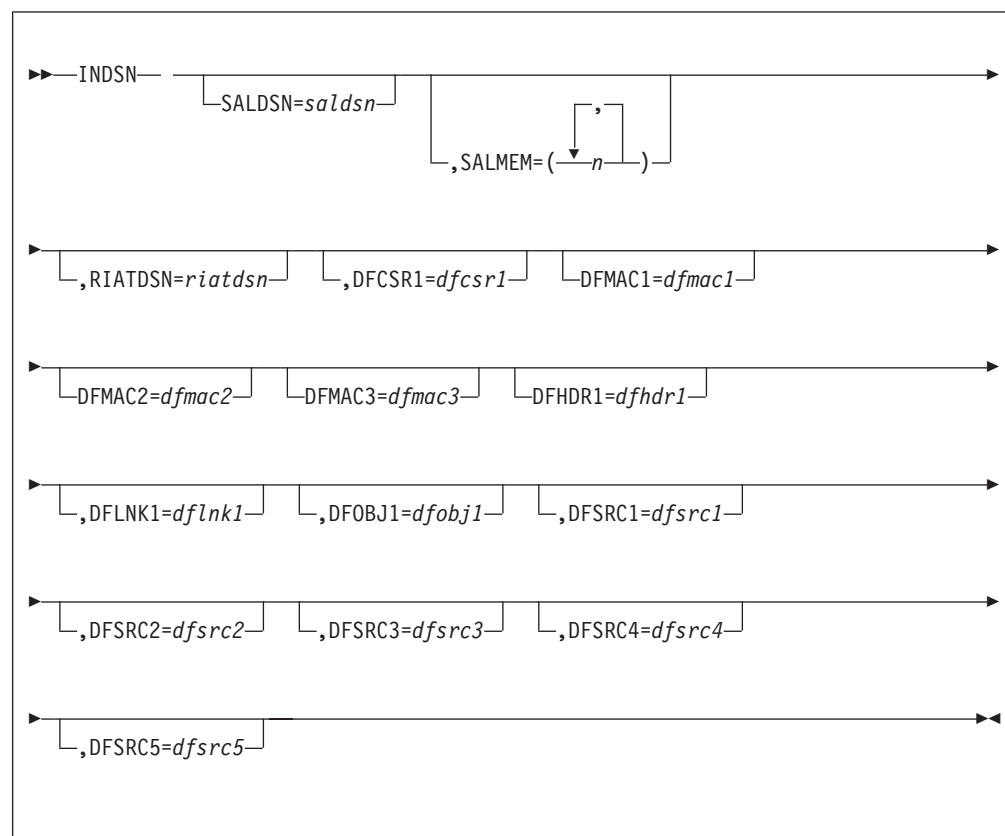 INDSN
SALDSN=saldsn
,
,SALMEM=( n )
,RIATDSN=riatdsn ,DFCSR1=dfcsr1 DFMAC1=dfmac1
DFMAC2=dfmac2 DFMAC3=dfmac3 DFHDR1=dfhdr1
,DFLNK1=dflnk1 ,DFOBJ1=dfobj1 ,DFSRC1=dfsrc1
,DFSRC2=dfsrc2 ,DFSRC3=dfsrc3 ,DFSRC4=dfsrc4
,DFSRC5=dfsrc5